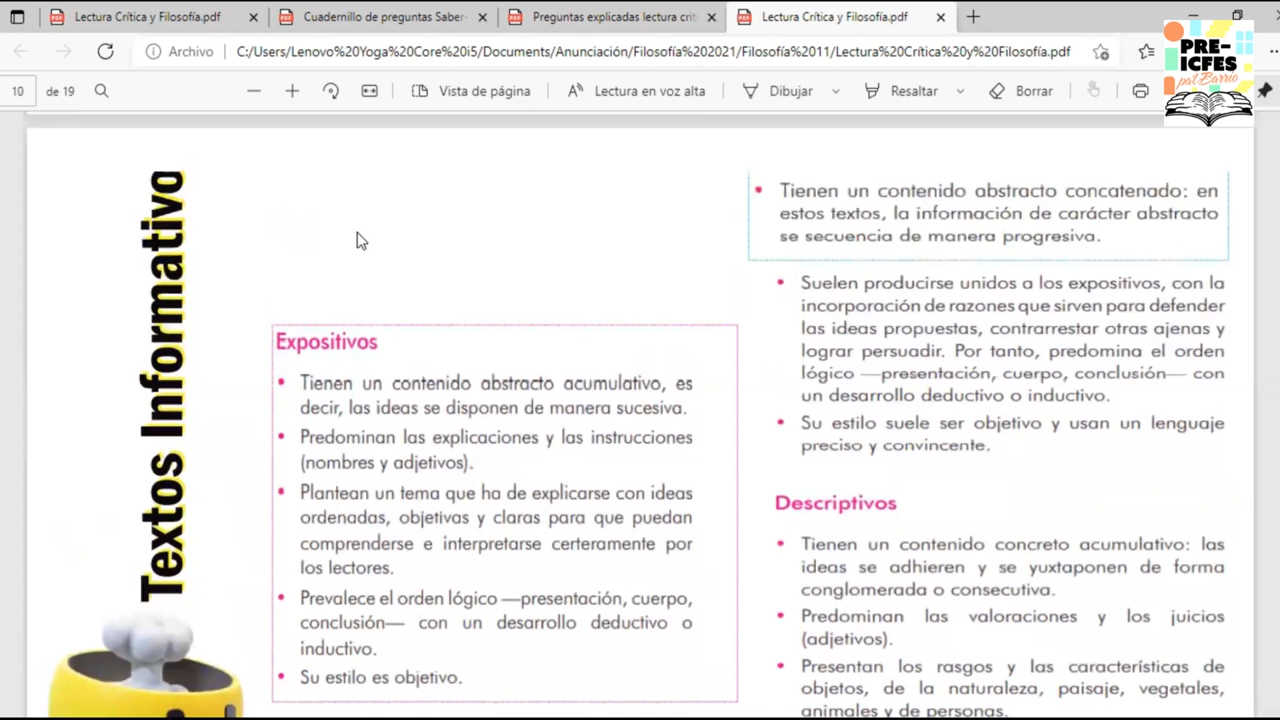 Lectura Crítica y Filosofía.pdf
Cuadernillo de preguntas Saber-
Preguntas explicadas lectura crit
Lectura Crítica y Filosofía.pdf
Archivo
C:/Users/Lenovo%20Yoga%20Core%20i5/Documents/Anunciación/Filosofía%202021/Filosofía%2011/Lectura%20Crítica%20y%20Filosofía.pdf
10
de 19
Vista de página
Lectura en voz alta
Dibujar
Resaltar
Borrar
PRE-
ICFES
pa'l Barrio
Textos Informativo
Expositivos
• Tienen un contenido abstracto acumulativo, es
decir, las ideas se disponen de manera sucesiva.
• Predominan las explicaciones y las instrucciones
(nombres y adjetivos).
• Plantean un tema que ha de explicarse con ideas
ordenadas, objetivas y claras para que puedan
comprenderse e interpretarse certeramente por
los lectores.
• Prevalece el orden lógico —presentación, cuerpo,
conclusión— con un desarrollo deductivo o
inductivo.
• Su estilo es objetivo.
• Tienen un contenido abstracto concatenado: en
estos textos, la información de carácter abstracto
se secuencia de manera progresiva.
• Suelen producirse unidos a los expositivos, con la
incorporación de razones que sirven para defender
las ideas propuestas, contrarrestar otras ajenas y
lograr persuadir. Por tanto, predomina el orden
lógico —presentación, cuerpo, conclusión— con
un desarrollo deductivo o inductivo.
• Su estilo suele ser objetivo y usan un lenguaje
preciso y convincente.
Descriptivos
• Tienen un contenido concreto acumulativo: las
ideas se adhieren y se yuxtaponen de forma
conglomerada o consecutiva.
• Predominan las valoraciones y los juicios
(adjetivos).
• Presentan los rasgos y las características de
objetos, de la naturaleza, paisaje, vegetales,
animales y de personas.